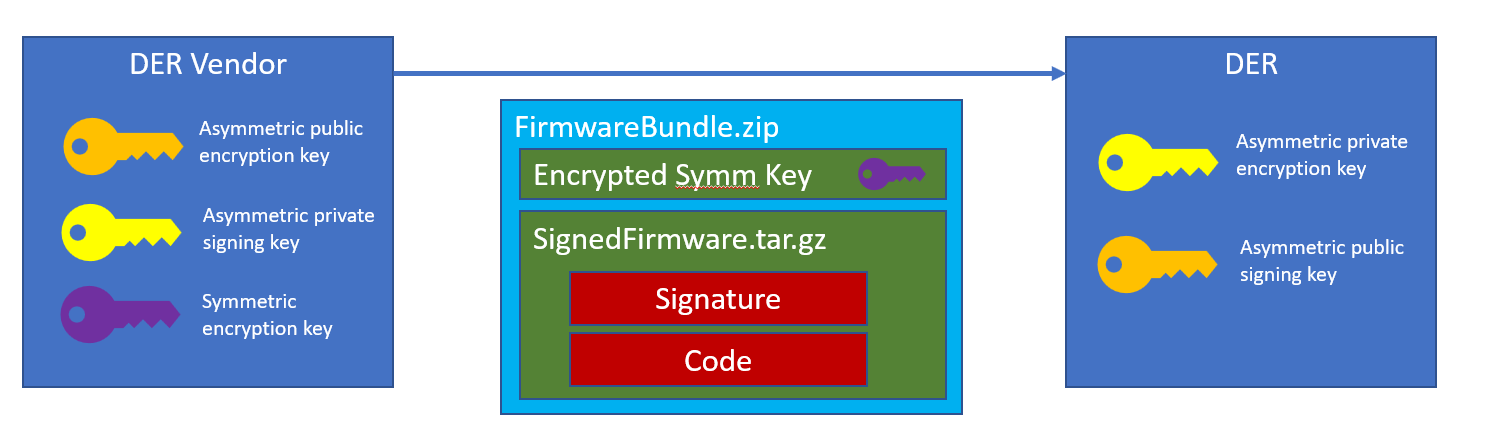 DER Vendor
Asymmetric public
encryption key
Asymmetric private
signing key
Symmetric
encryption key
FirmwareBundle.zip
Encrypted Symm Key
SignedFirmware.tar.gz
Signature
Code
DER
Asymmetric private
encryption key
Asymmetric public
signing key